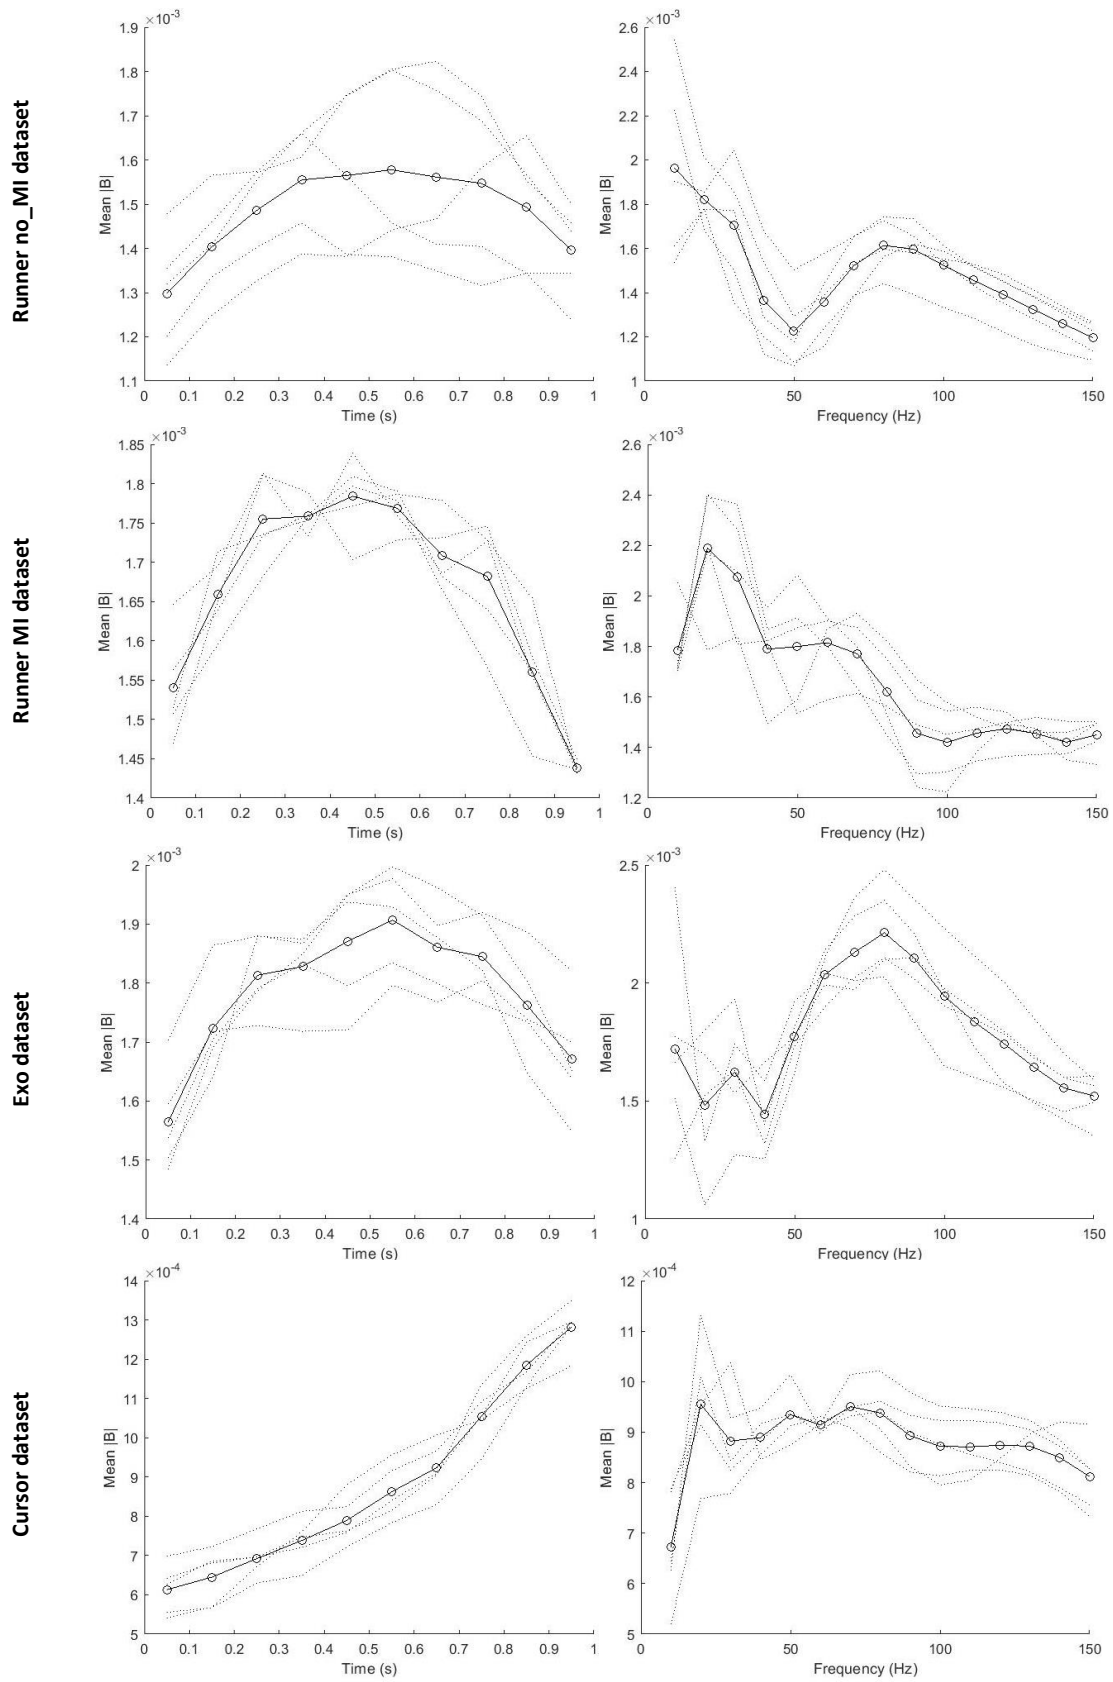 Runner no_MI dataset
×10-3
1.9
1.8
1.7
1.6
1.5
1.4
1.3
1.2
1.1
Mean |B|
0 0.1 0.2 0.3 0.4 0.5 0.6 0.7 0.8 0.9 1
Time (s)
×10-3
2.6
2.4
2.2
2
1.8
1.6
1.4
1.2
1
Mean |B|
0 50 100 150
Frequency (Hz)
Runner MI dataset
×10-3
1.85
1.8
1.75
1.7
1.65
1.6
1.55
1.5
1.45
1.4
Mean |B|
0 0.1 0.2 0.3 0.4 0.5 0.6 0.7 0.8 0.9 1
Time (s)
×10-3
2.6
2.4
2.2
2
1.8
1.6
1.4
1.2
Mean |B|
0 50 100 150
Frequency (Hz)
Exo dataset
×10-3
2
1.9
1.8
1.7
1.6
1.5
1.4
Mean |B|
0 0.1 0.2 0.3 0.4 0.5 0.6 0.7 0.8 0.9 1
Time (s)
×10-3
2.5
2
1.5
1
Mean |B|
0 50 100 150
Frequency (Hz)
Cursor dataset
×10-4
14
13
12
11
10
9
8
7
6
5
Mean |B|
0 0.1 0.2 0.3 0.4 0.5 0.6 0.7 0.8 0.9 1
Time (s)
×10-4
12
11
10
9
8
7
6
5
Mean |B|
0 50 100 150
Frequency (Hz)